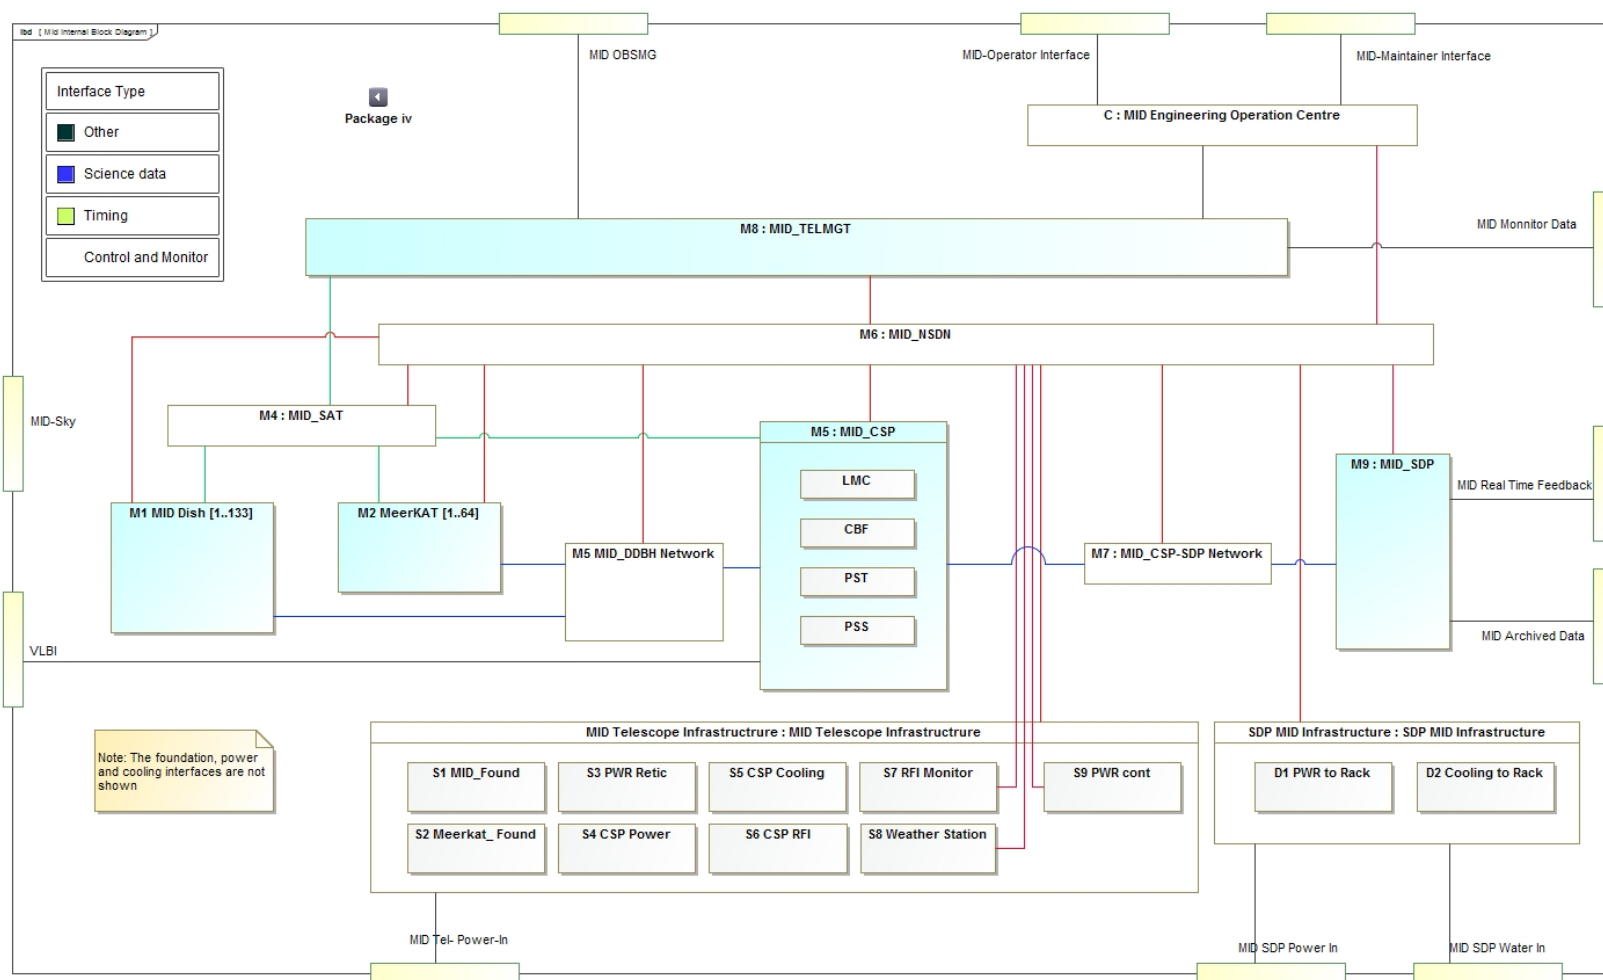 ibd [ Mid Internal Block Diagram ]
MID OBSMG
MID-Operator Interface
MID-Maintainer Interface
Interface Type
Other
Science data
Timing
Control and Monitor
Package iv
C : MID Engineering Operation Centre
M8 : MID_TELMGT
MID Monnitor Data
M6 : MID_NSDN
MID-Sky
M4 : MID_SAT
M5 : MID_CSP
LMC
CBF
PST
PSS
M9 : MID_SDP
MID Real Time Feedback
M1 MID Dish [1..133]
M2 MeerKAT [1..64]
M5 MID_DDBH Network
M7 : MID_CSP-SDP Network
MID Archived Data
VLBI
Note: The foundation, power
and cooling interfaces are not
shown
MID Telescope Infrastructrure : MID Telescope Infrastructrure
S1 MID_Found
S3 PWR Retic
S5 CSP Cooling
S7 RFI Monitor
S9 PWR cont
S2 Meerkat_ Found
S4 CSP Power
S6 CSP RFI
S8 Weather Station
SDP MID Infrastructure : SDP MID Infrastructure
D1 PWR to Rack
D2 Cooling to Rack
MID Tel- Power-In
MID SDP Power In
MID SDP Water In